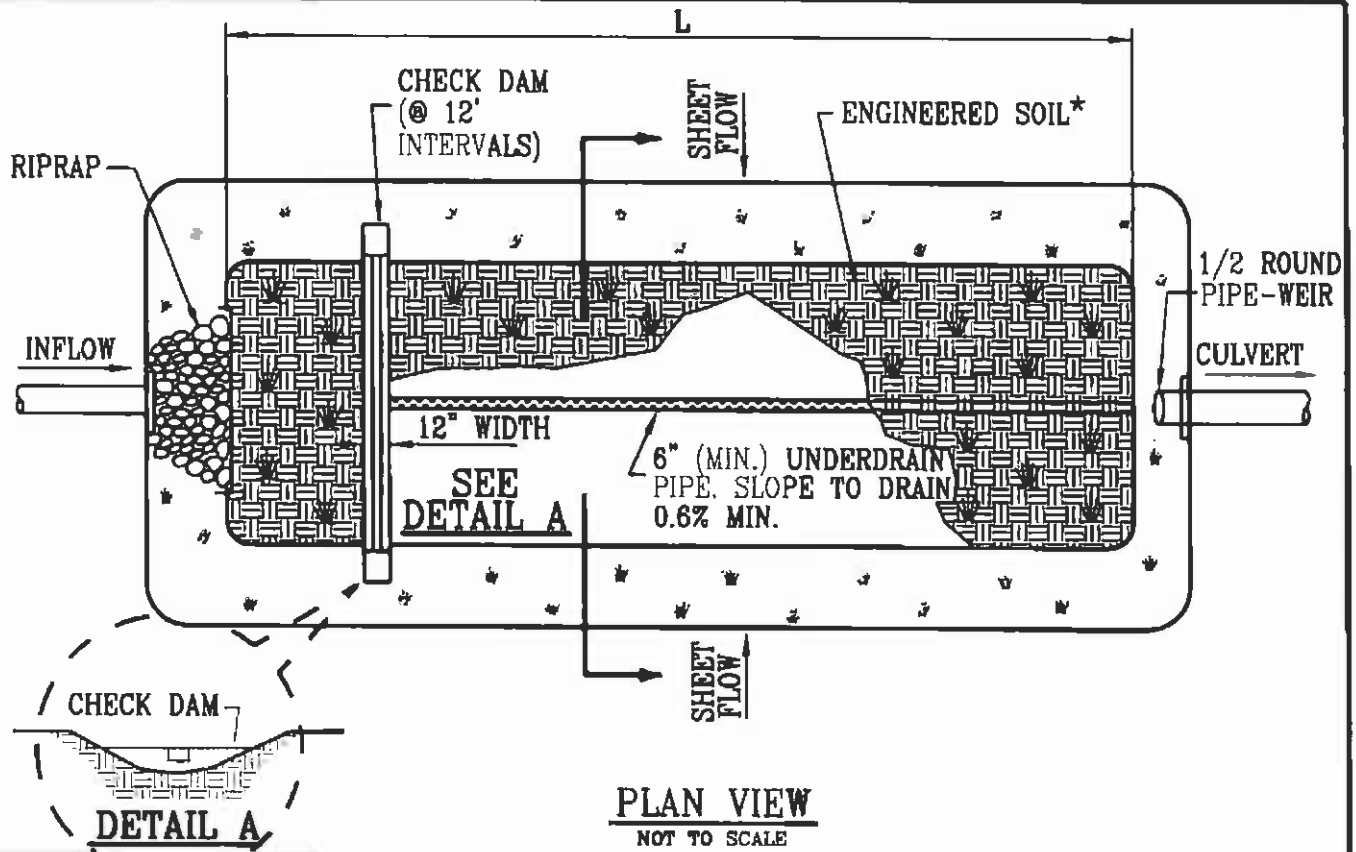 L
CHECK DAM
(@ 12'
INTERVALS)
SHEET
FLOW
ENGINEERED SOIL*
RIPRAP
1/2 ROUND
PIPE-WEIR
INFLOW
CULVERT
12" WIDTH
6" (MIN.) UNDERDRAIN
PIPE, SLOPE TO DRAIN
0.6% MIN.
SEE
DETAIL A
SHEET
FLOW
CHECK DAM
DETAIL A
PLAN VIEW
NOT TO SCALE